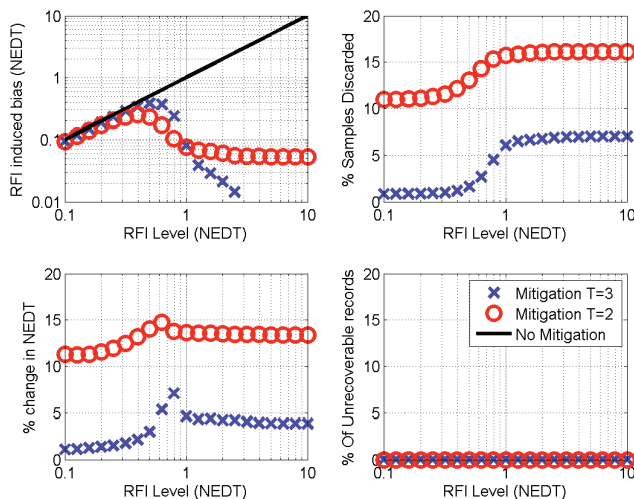 RFI induced bias (NEDT)
10
1
0.1
0.01
0.1
1
10
RFI Level (NEDT)
% Samples Discarded
20
15
10
5
0
0.1
1
10
RFI Level (NEDT)
% change in NEDT
20
15
10
5
0
0.1
1
10
RFI Level (NEDT)
% Of Unrecoverable records
20
15
10
5
0
0.1
1
10
RFI Level (NEDT)
Mitigation T=3
Mitigation T=2
No Mitigation